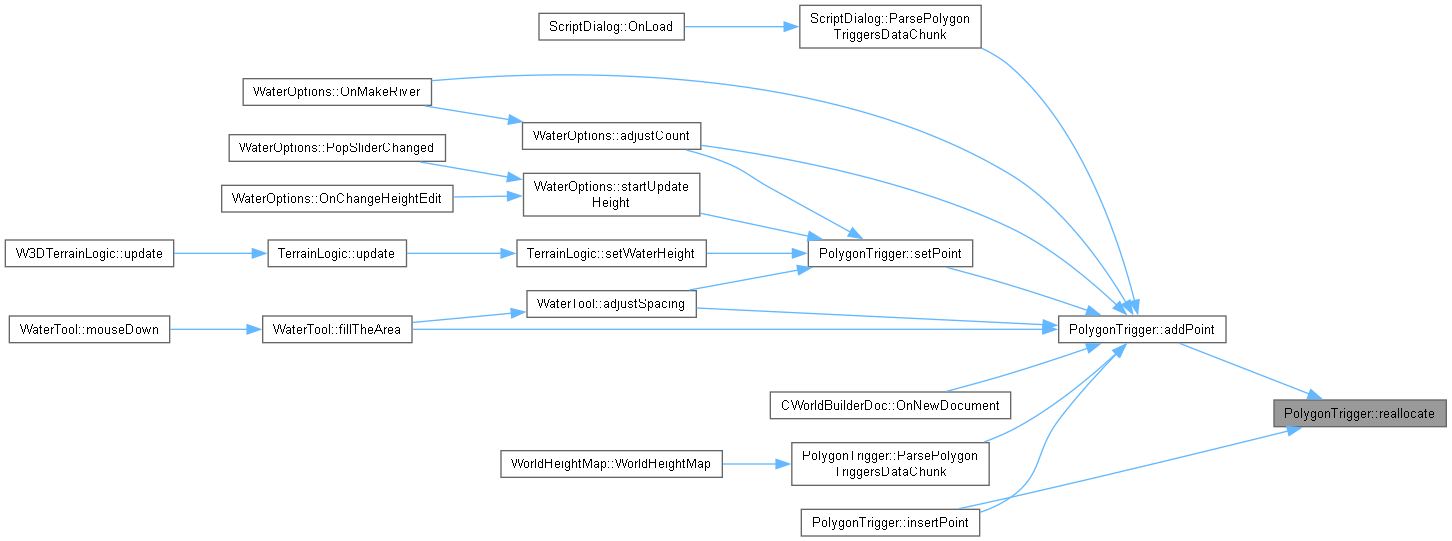 ScriptDialog::OnLoad
ScriptDialog::ParsePolygon
TriggersDataChunk
WaterOptions::OnMakeRiver
WaterOptions::adjustCount
WaterOptions::PopSliderChanged
WaterOptions::startUpdate
Height
WaterOptions::OnChangeHeightEdit
W3DTerrainLogic::update
TerrainLogic::update
TerrainLogic::setWaterHeight
PolygonTrigger::setPoint
WaterTool::adjustSpacing
WaterTool::mouseDown
WaterTool::fillTheArea
PolygonTrigger::addPoint
CWorldBuilderDoc::OnNewDocument
PolygonTrigger::reallocate
WorldHeightMap::WorldHeightMap
PolygonTrigger::ParsePolygon
TriggersDataChunk
PolygonTrigger::insertPoint